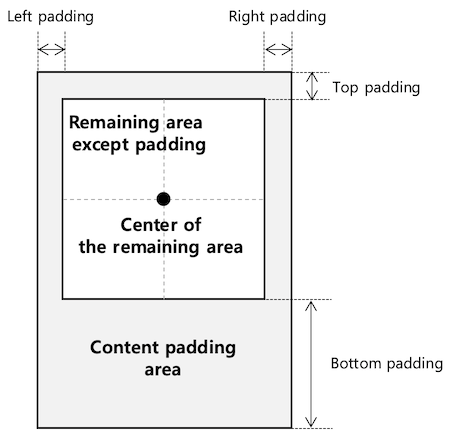 Left padding
Right padding
Top padding
Remaining area
except padding
Center of
the remaining area
Content padding
area
Bottom padding